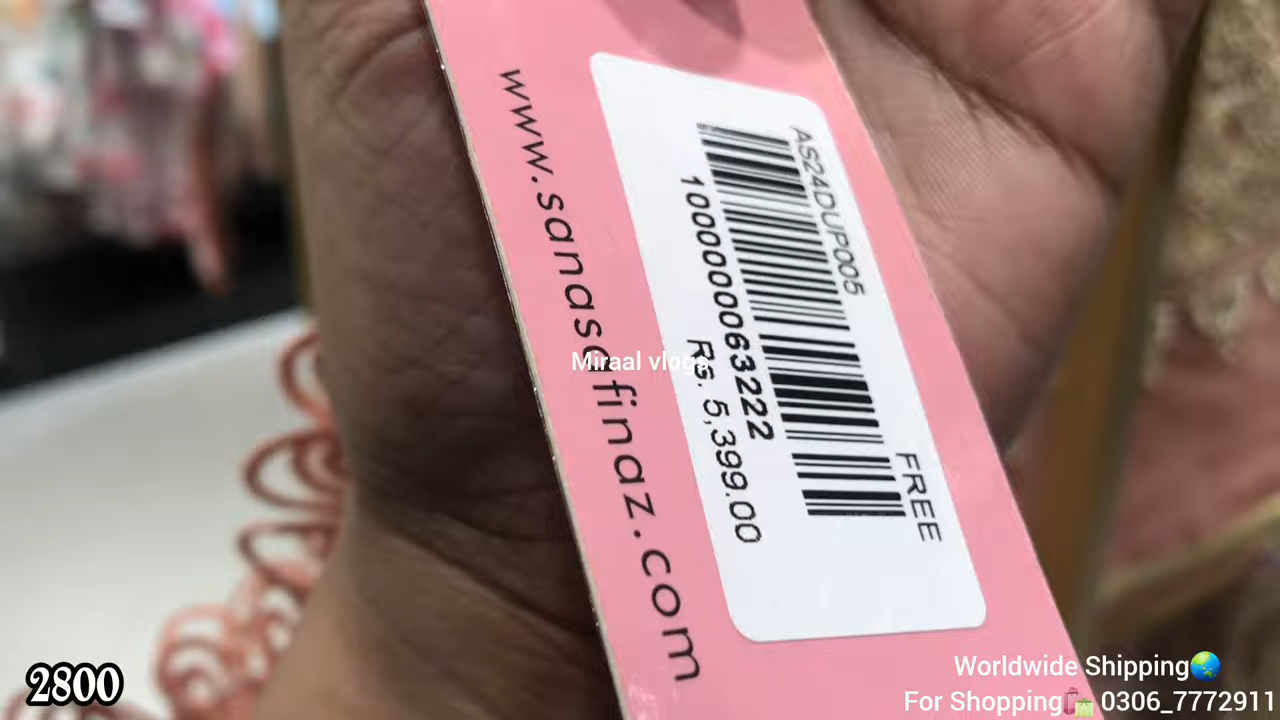 www.sanasafinaz.com
AS24DUP005
1000000063222
Rs. 5,399.00
FREE
Miraal vlogs
2800
Worldwide Shipping🌏
For Shopping🛍️ 0306_7772911